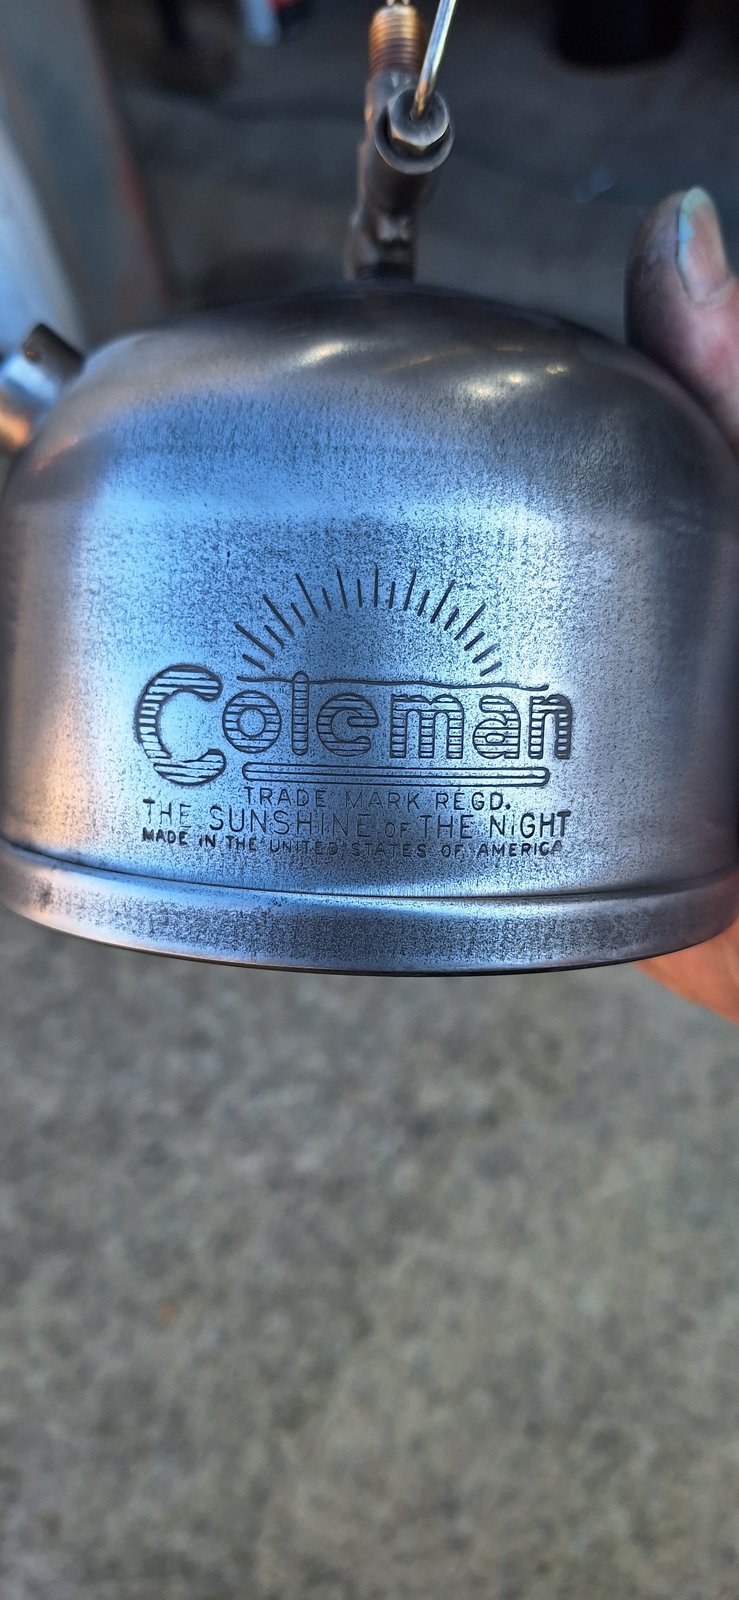 Coleman
TRADE MARK REGD.
THE SUNSHINE OF THE NiGHT
MADE IN THE UNITED STATES OF AMERICA